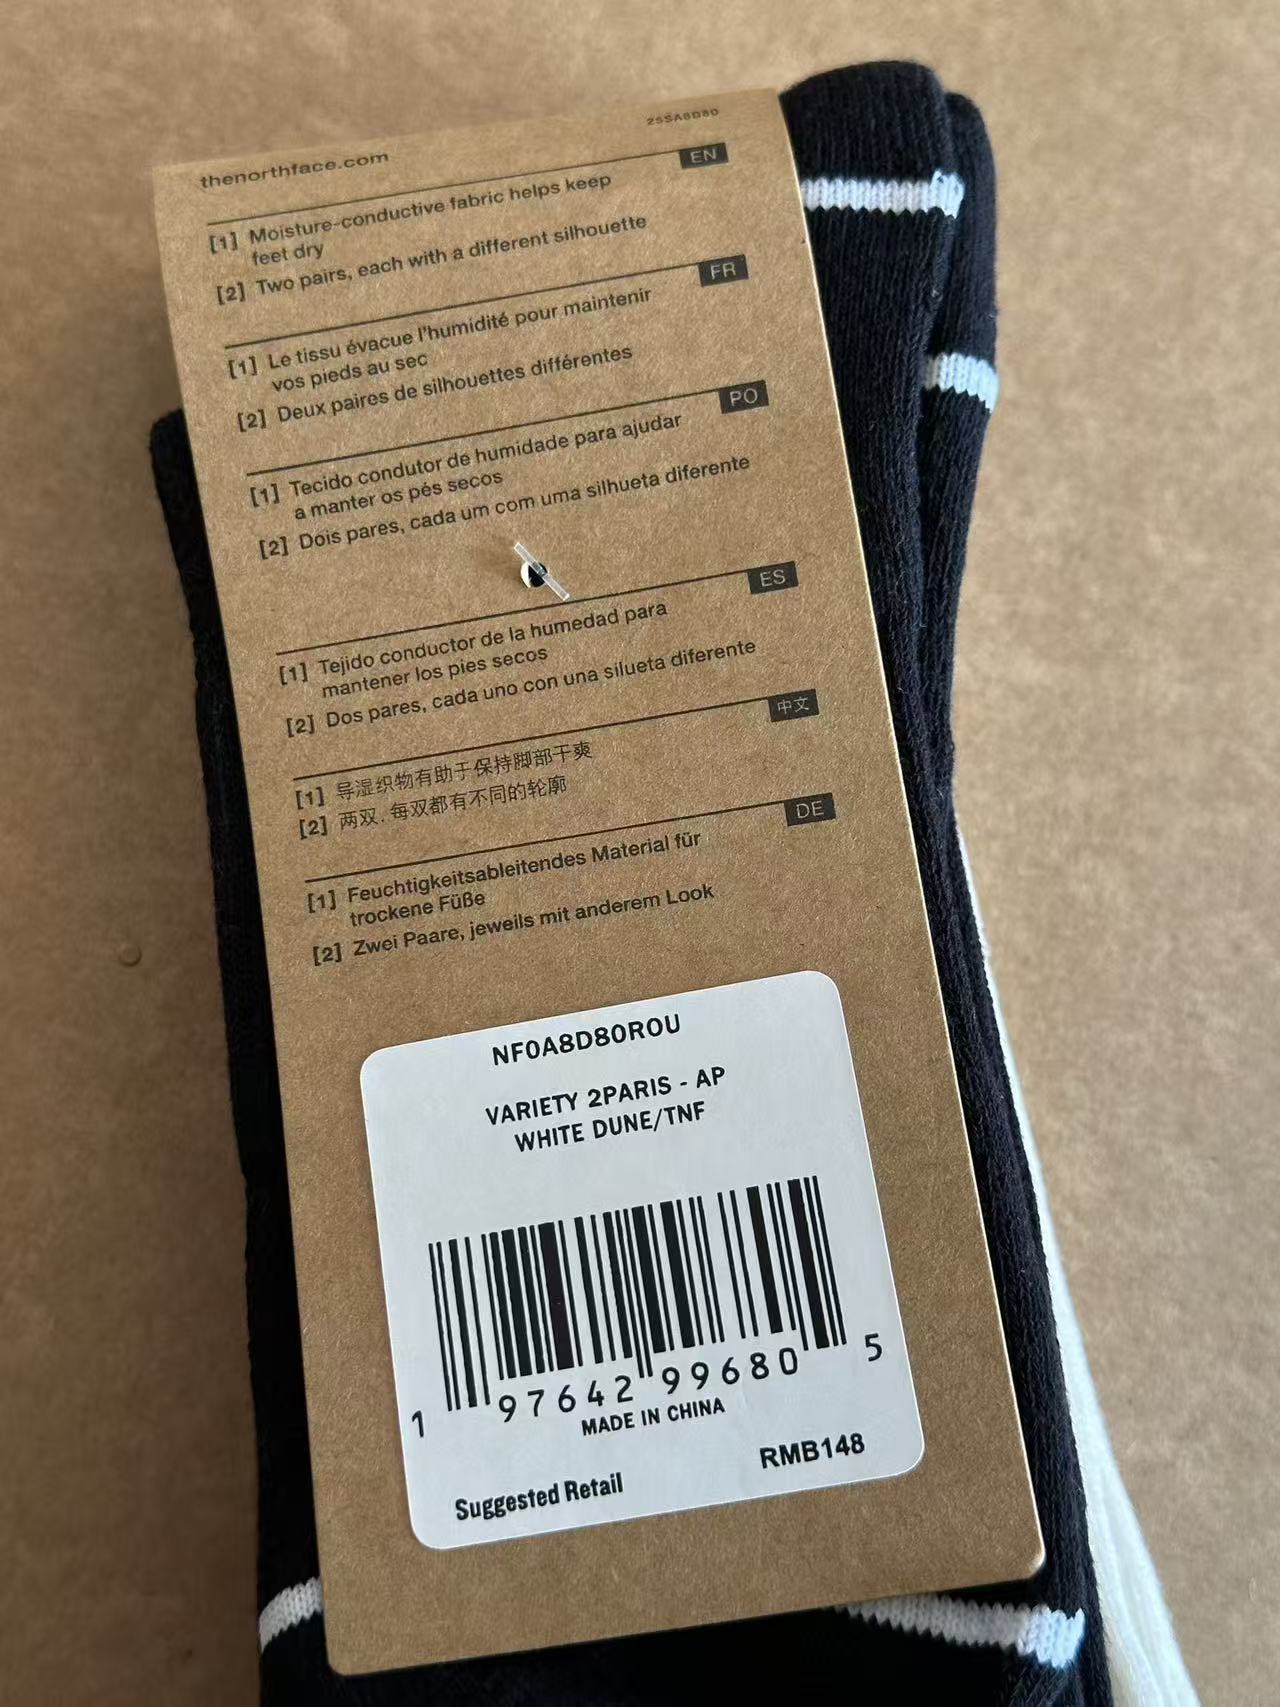 thenorthface.com
25SA8D80
EN
[1] Moisture-conductive fabric helps keep
feet dry
[2] Two pairs, each with a different silhouette
FR
[1] Le tissu évacue l'humidité pour maintenir
vos pieds au sec
[2] Deux paires de silhouettes différentes
PO
[1] Tecido condutor de humidade para ajudar
a manter os pés secos
[2] Dois pares, cada um com uma silhueta diferente
ES
[1] Tejido conductor de la humedad para
mantener los pies secos
[2] Dos pares, cada uno con una silueta diferente
中文
[1] 导湿织物有助于保持脚部干爽
[2] 两双，每双都有不同的轮廓
DE
[1] Feuchtigkeitsableitendes Material für
trockene Füße
[2] Zwei Paare, jeweils mit anderem Look
NF0A8D80ROU
VARIETY 2PARIS - AP
WHITE DUNE/TNF
1 97642 99680 5
MADE IN CHINA
RMB148
Suggested Retail